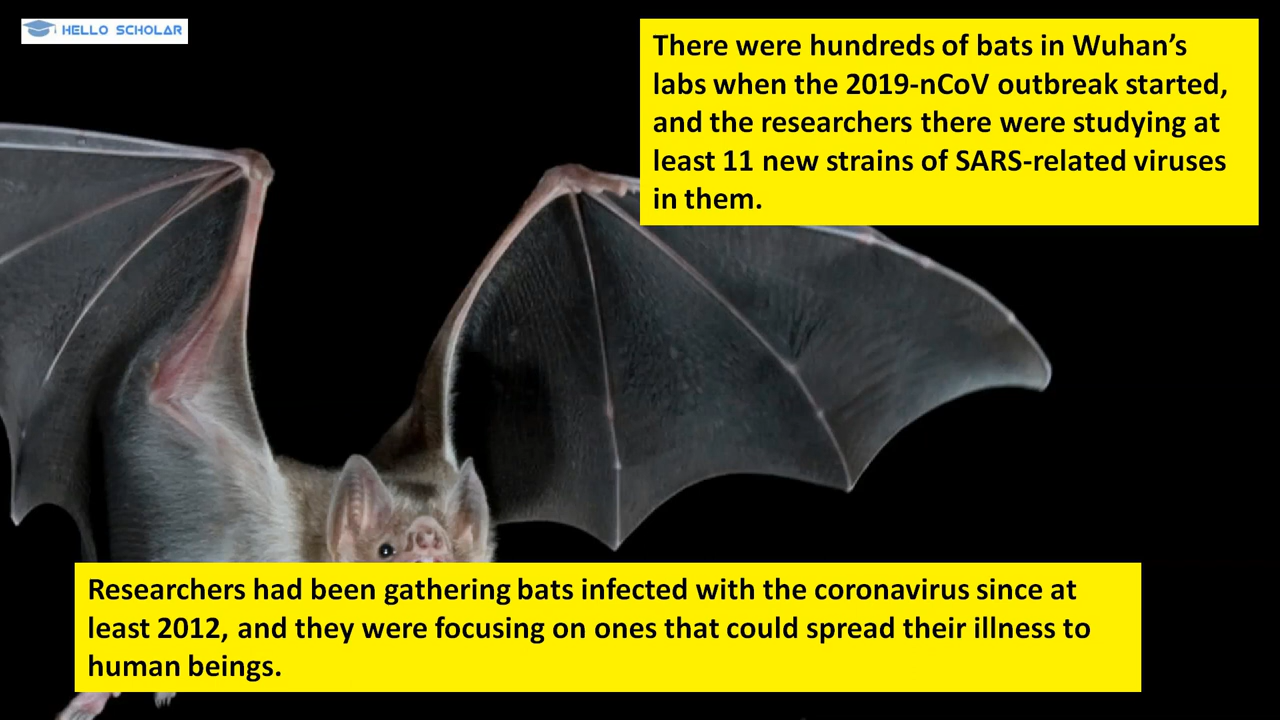 HELLO SCHOLAR
There were hundreds of bats in Wuhan’s
labs when the 2019-nCoV outbreak started,
and the researchers there were studying at
least 11 new strains of SARS-related viruses
in them.
Researchers had been gathering bats infected with the coronavirus since at
least 2012, and they were focusing on ones that could spread their illness to
human beings.